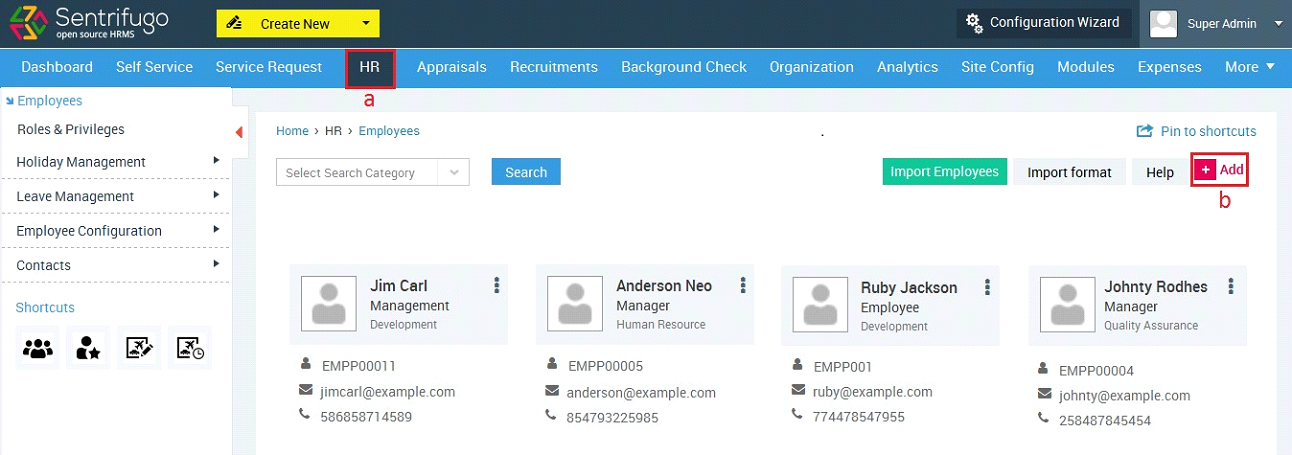 Sentrifugo
open source HRMS
Create New
Configuration Wizard
Super Admin
Dashboard Self Service Service Request HR Appraisals Recruitments Background Check Organization Analytics Site Config Modules Expenses More
a
Employees
Roles & Privileges
Holiday Management
Leave Management
Employee Configuration
Contacts
Shortcuts
Home › HR › Employees
.
Pin to shortcuts
Select Search Category
Search
Import Employees
Import format
Help
+ Add
b
Jim Carl
Management
Development
EMPP00011
jimcarl@example.com
586858714589
Anderson Neo
Manager
Human Resource
EMPP00005
anderson@example.com
854793225985
Ruby Jackson
Employee
Development
EMPP001
ruby@example.com
774478547955
Johnty Rodhes
Manager
Quality Assurance
EMPP00004
johnty@example.com
258487845454